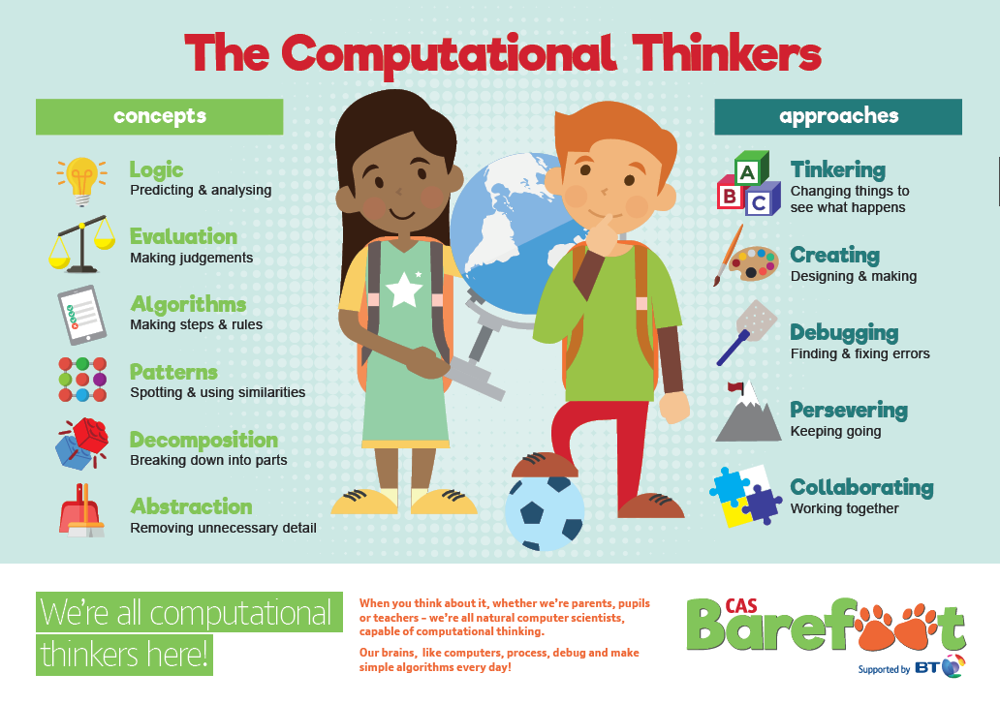 The Computational Thinkers
concepts
Logic
Predicting & analysing
Evaluation
Making judgements
Algorithms
Making steps & rules
Patterns
Spotting & using similarities
Decomposition
Breaking down into parts
Abstraction
Removing unnecessary detail
approaches
A
B
C
Tinkering
Changing things to
see what happens
Creating
Designing & making
Debugging
Finding & fixing errors
Persevering
Keeping going
Collaborating
Working together
We're all computational
thinkers here!
When you think about it, whether we're parents, pupils
or teachers – we're all natural computer scientists,
capable of computational thinking.
Our brains, like computers, process, debug and make
simple algorithms every day!
CAS
Barefoot
Supported by BT